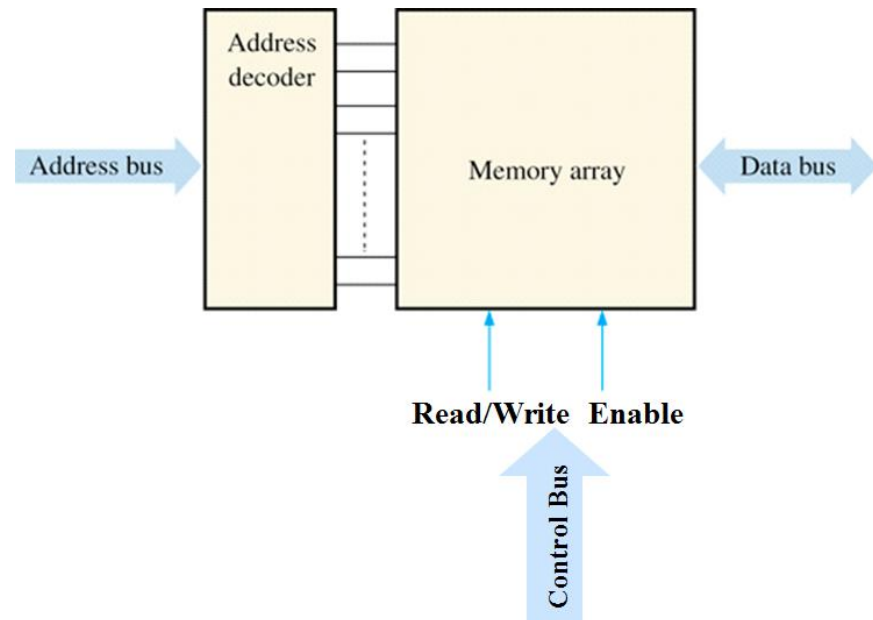 Address
decoder
Address bus
Memory array
Data bus
Read/Write Enable
Control Bus